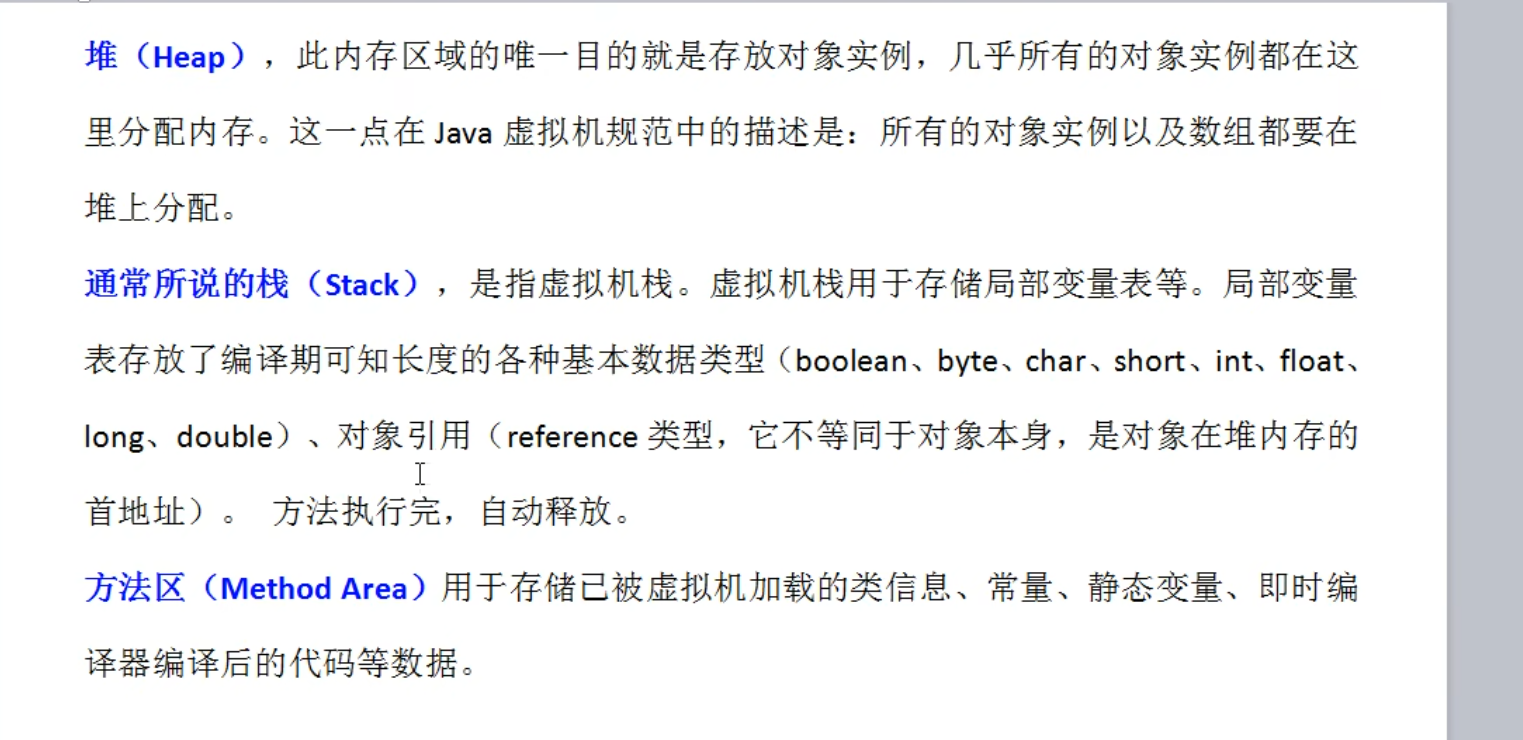 堆（Heap），此内存区域的唯一目的就是存放对象实例，几乎所有的对象实例都在这
里分配内存。这一点在 Java 虚拟机规范中的描述是：所有的对象实例以及数组都要在
堆上分配。
通常所说的栈（Stack），是指虚拟机栈。虚拟机栈用于存储局部变量表等。局部变量
表存放了编译期可知长度的各种基本数据类型（boolean、byte、char、short、int、float、
long、double）、对象引用（reference 类型，它不等同于对象本身，是对象在堆内存的
首地址）。 方法执行完，自动释放。
方法区（Method Area）用于存储已被虚拟机加载的类信息、常量、静态变量、即时编
译器编译后的代码等数据。